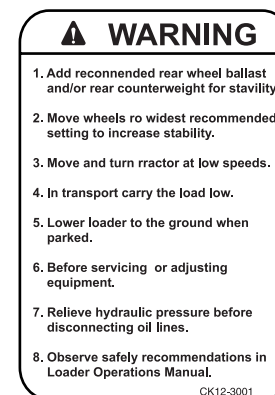 WARNING
1. Add reconnended rear wheel ballast
and/or rear counterweight for stavility
2. Move wheels ro widest recommended
setting to increase stability.
3. Move and turn rractor at low speeds.
4. In transport carry the load low.
5. Lower loader to the ground when
parked.
6. Before servicing or adjusting
equipment.
7. Relieve hydraulic pressure before
disconnecting oil lines.
8. Observe safely recommendations in
Loader Operations Manual.
CK12-3001